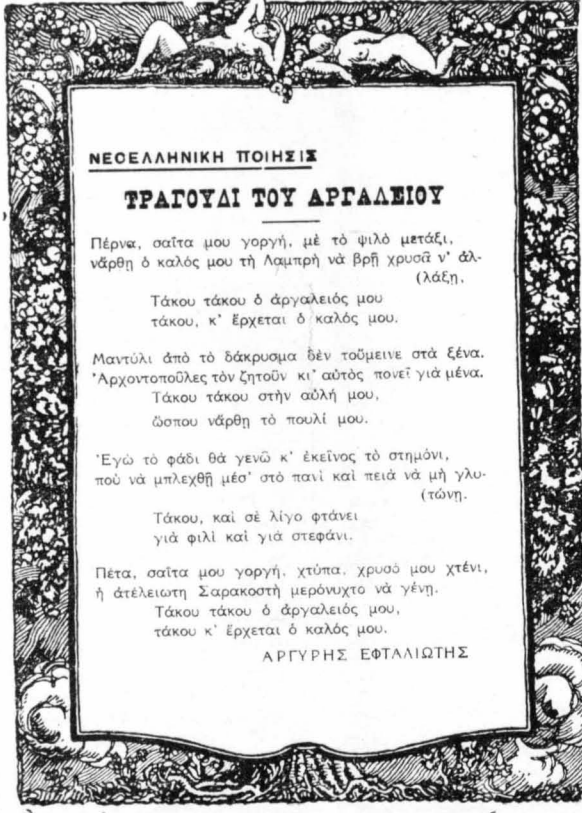 ΝΕΟΕΛΛΗΝΙΚΗ ΠΟΙΗΣΙΣ
ΤΡΑΓΟΥΔΙ ΤΟΥ ΑΡΓΑΛΕΙΟΥ
Πέρνα, σαΐτα μου γοργή, μὲ τὸ ψιλὸ μετάξι,
νἄρθῃ ὁ καλός μου τὴ Λαμπρὴ νὰ βρῇ χρυσᾶ ν' ἀλ-
(λάξῃ,
Τάκου τάκου ὁ ἀργαλειός μου
τάκου, κ' ἔρχεται ὁ καλός μου.
Μαντύλι ἀπὸ τὸ δάκρυσμα δὲν τοὔμεινε στὰ ξένα.
Ἀρχοντοποῦλες τὸν ζητοῦν κι' αὐτὸς πονεῖ γιὰ μένα.
Τάκου τάκου στὴν αὐλή μου,
ὥσπου νἄρθῃ τὸ πουλί μου.
Ἐγὼ τὸ φάδι θὰ γενῶ κ' ἐκεῖνος τὸ στημόνι,
ποὺ νὰ μπλεχθῇ μέσ' στὸ πανὶ καὶ πειὰ νὰ μὴ γλυ-
(τώνῃ.
Τάκου, καὶ σὲ λίγο φτάνει
γιὰ φιλὶ καὶ γιὰ στεφάνι.
Πέτα, σαΐτα μου γοργή, χτύπα, χρυσό μου χτένι,
ἡ ἀτέλειωτη Σαρακοστὴ μερόνυχτο νὰ γένῃ.
Τάκου τάκου ὁ ἀργαλειός μου,
τάκου κ' ἔρχεται ὁ καλός μου.
ΑΡΓΥΡΗΣ ΕΦΤΑΛΙΩΤΗΣ